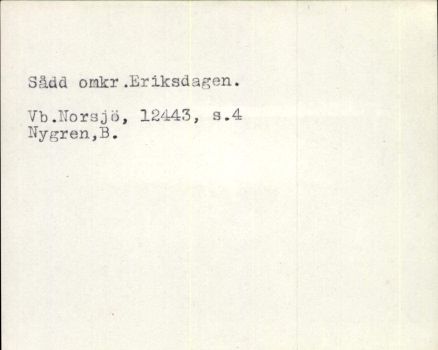 Sådd omkr.Eriksdagen.
Vb.Norsjö, 12443, s.4
Nygren,B.